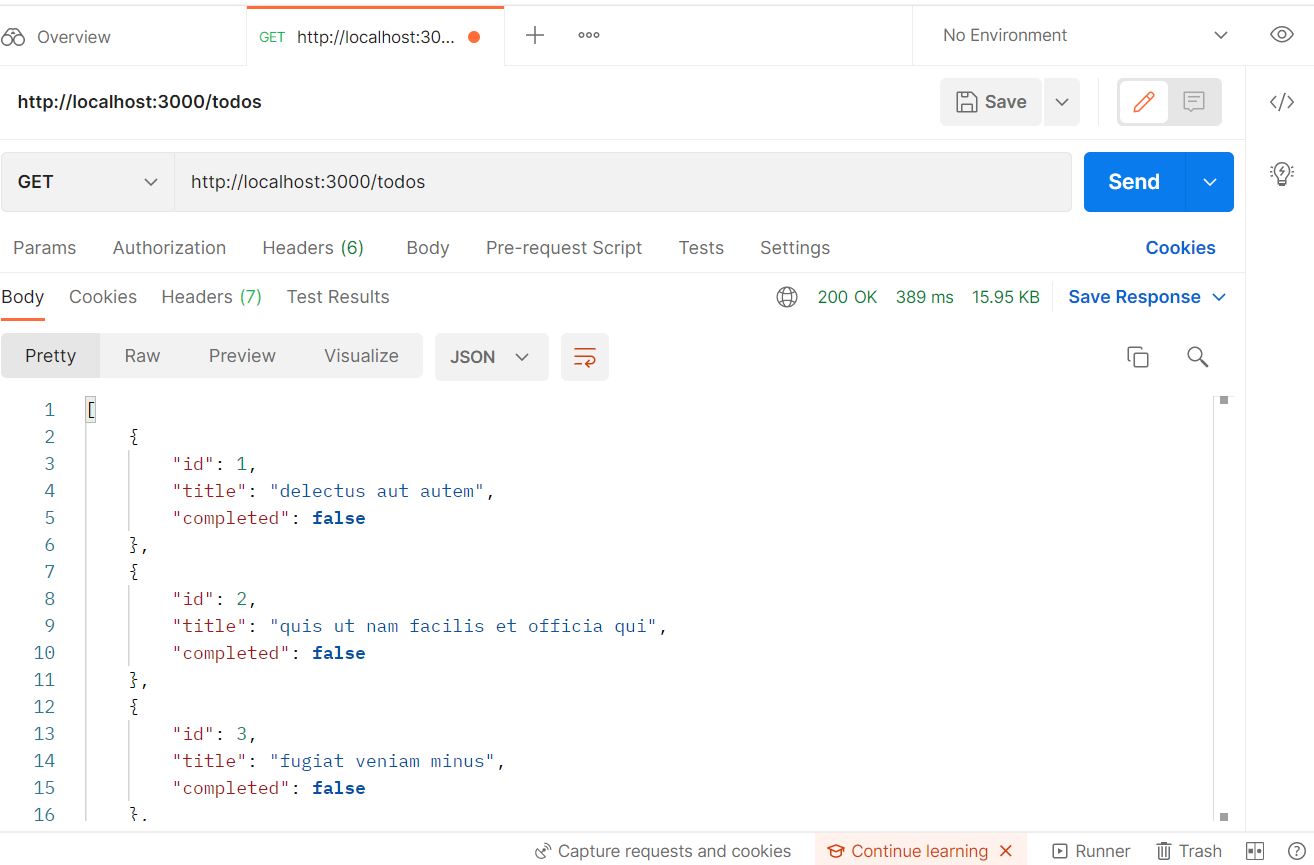 Overview
GET http://localhost:30...
No Environment
http://localhost:3000/todos
Save
GET http://localhost:3000/todos
Send
Params Authorization Headers (6) Body Pre-request Script Tests Settings Cookies
Body Cookies Headers (7) Test Results 200 OK 389 ms 15.95 KB Save Response
Pretty Raw Preview Visualize JSON
1 [
2 {
3 "id": 1,
4 "title": "delectus aut autem",
5 "completed": false
6 },
7 {
8 "id": 2,
9 "title": "quis ut nam facilis et officia qui",
10 "completed": false
11 },
12 {
13 "id": 3,
14 "title": "fugiat veniam minus",
15 "completed": false
16 },
Capture requests and cookies Continue learning Runner Trash